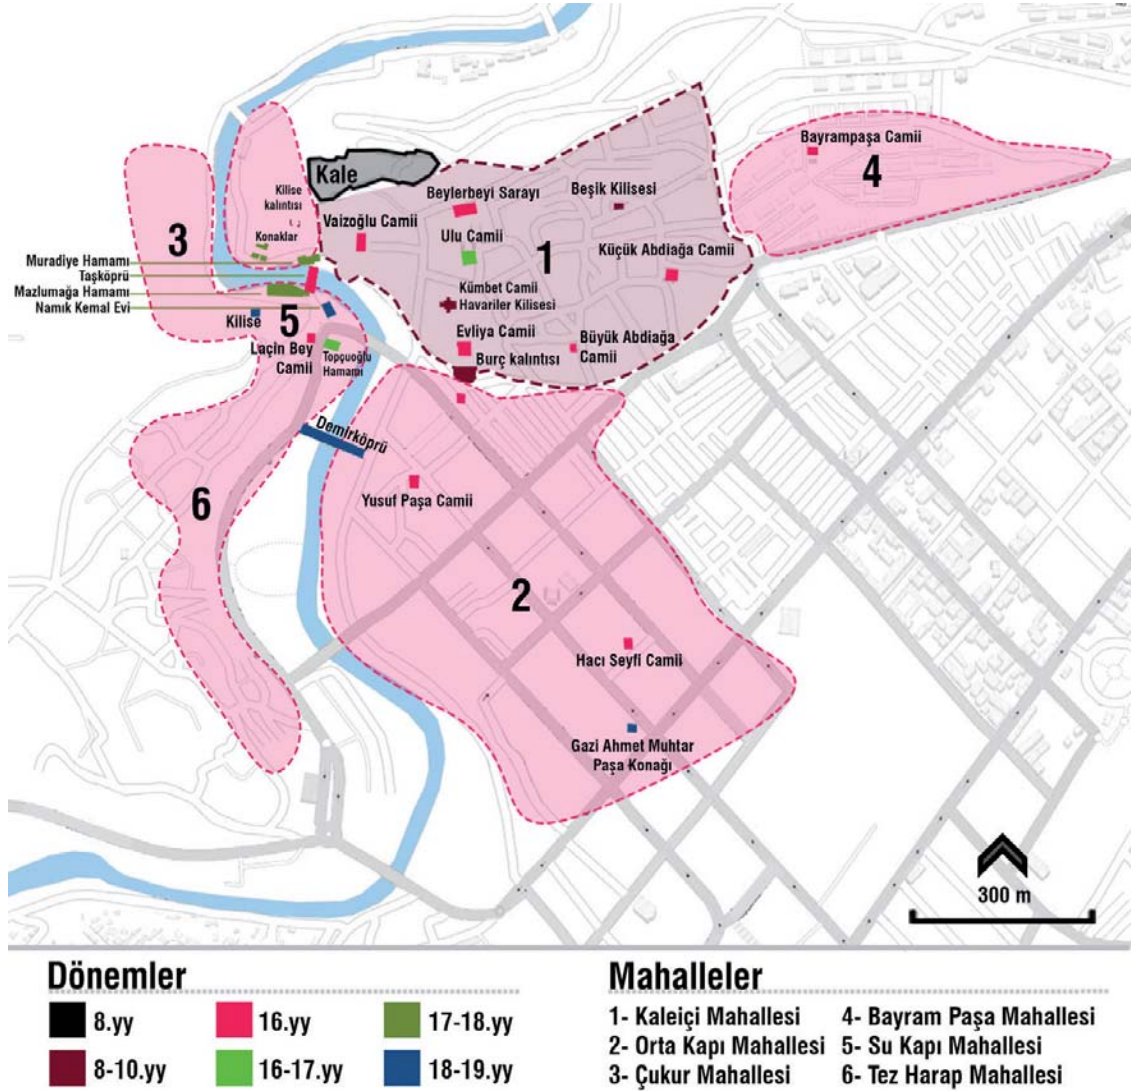 Kale
Bayrampaşa Camii
4
Kilise
kalıntısı
Konaklar
Vaizoğlu Camii
Beylerbeyi Sarayı
Beşik Kilisesi
Ulu Camii
1
Küçük Abdiağa Camii
3
Muradiye Hamamı
Taşköprü
Mazlumağa Hamamı
Namık Kemal Evi
Kilise
5
Laçin Bey
Camii
Topçuoğlu
Hamamı
Kümbet Camii
Havariler Kilisesi
Evliya Camii
Burç kalıntısı
Büyük Abdiağa
Camii
Demirköprü
6
Yusuf Paşa Camii
2
Hacı Seyfi Camii
Gazi Ahmet Muhtar
Paşa Konağı
300 m
Dönemler
8.yy
16.yy
17-18.yy
8-10.yy
16-17.yy
18-19.yy
Mahalleler
1- Kaleiçi Mahallesi
2- Orta Kapı Mahallesi
3- Çukur Mahallesi
4- Bayram Paşa Mahallesi
5- Su Kapı Mahallesi
6- Tez Harap Mahallesi